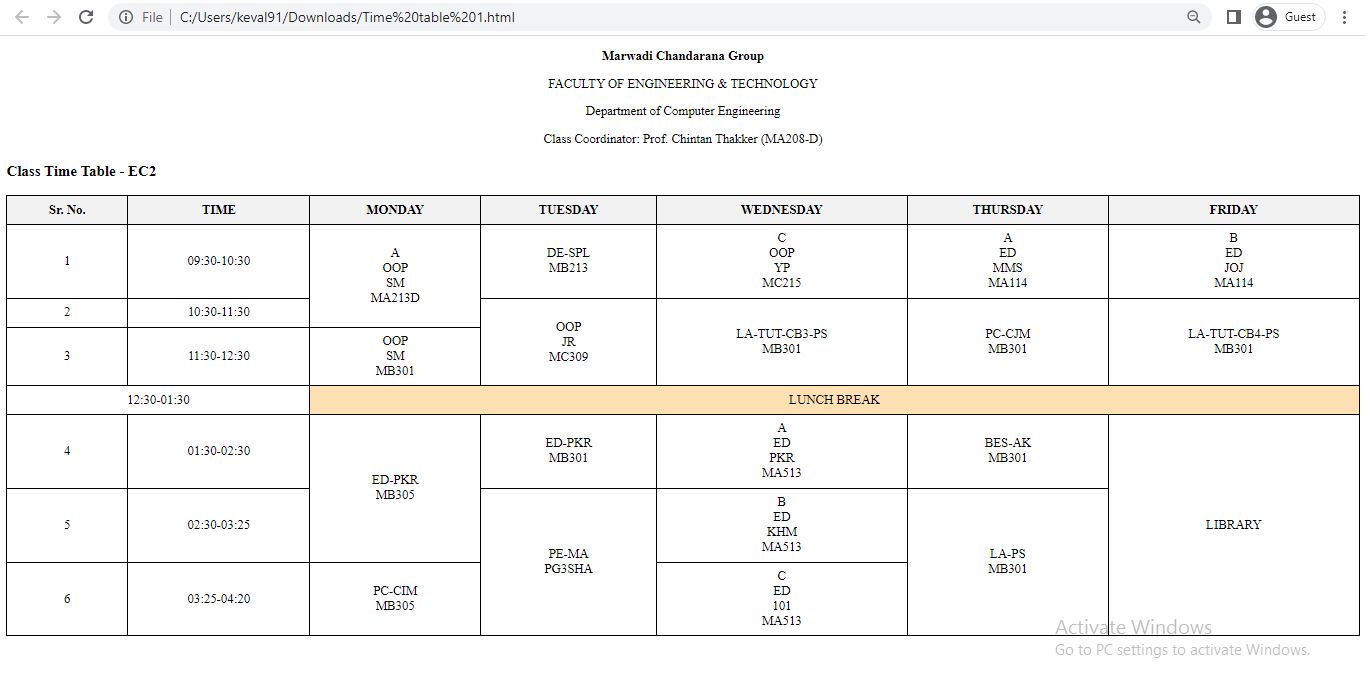 File
C:/Users/keval91/Downloads/Time%20table%201.html
Guest
Marwadi Chandarana Group
FACULTY OF ENGINEERING & TECHNOLOGY
Department of Computer Engineering
Class Coordinator: Prof. Chintan Thakker (MA208-D)
Class Time Table - EC2
Sr. No. TIME MONDAY TUESDAY WEDNESDAY THURSDAY FRIDAY
1
09:30-10:30
A
OOP
SM
MA213D
DE-SPL
MB213
C
OOP
YP
MC215
A
ED
MMS
MA114
B
ED
JOJ
MA114
2
10:30-11:30
OOP
JR
MC309
LA-TUT-CB3-PS
MB301
PC-CJM
MB301
LA-TUT-CB4-PS
MB301
3
11:30-12:30
OOP
SM
MB301
12:30-01:30
LUNCH BREAK
4
01:30-02:30
ED-PKR
MB305
ED-PKR
MB301
A
ED
PKR
MA513
BES-AK
MB301
LIBRARY
5
02:30-03:25
PE-MA
PG3SHA
B
ED
KHM
MA513
LA-PS
MB301
6
03:25-04:20
PC-CIM
MB305
C
ED
101
MA513
Activate Windows
Go to PC settings to activate Windows.